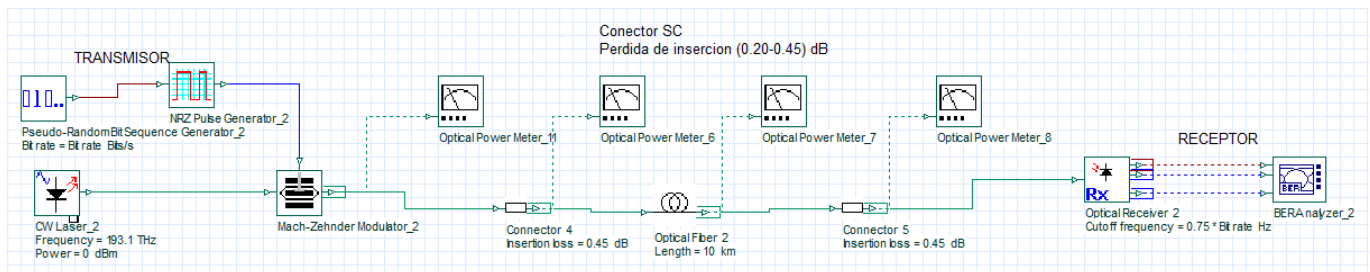 Conector SC
Perdida de insercion (0.20-0.45) dB
TRANSMISOR
NRZ Pulse Generator_2
Pseudo-Random Bit Sequence Generator_2
Bit rate = Bit rate Bits/s
Optical Power Meter_11
Optical Power Meter_6
Optical Power Meter_7
Optical Power Meter_8
RECEPTOR
CW Laser_2
Frequency = 193.1 THz
Power = 0 dBm
Mach-Zehnder Modulator_2
Connector 4
Insertion loss = 0.45 dB
Optical Fiber 2
Length = 10 km
Connector 5
Insertion loss = 0.45 dB
Rx
Optical Receiver 2
Cutoff frequency = 0.75 * Bit rate Hz
BER
BER Analyzer_2